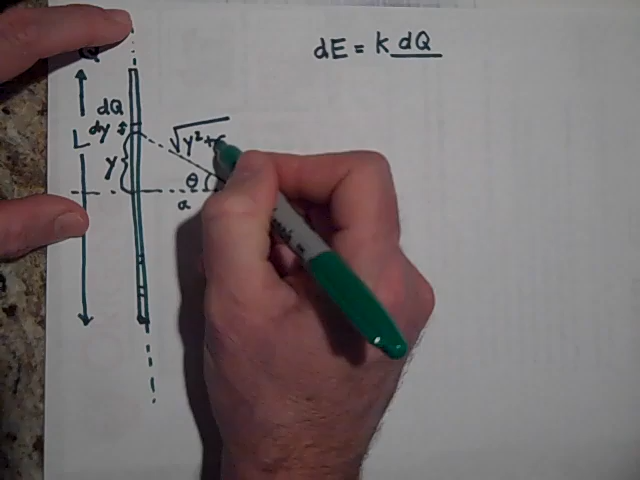 dE = k dQ
Q
dQ
dy
L
y
√y²+
θ
a